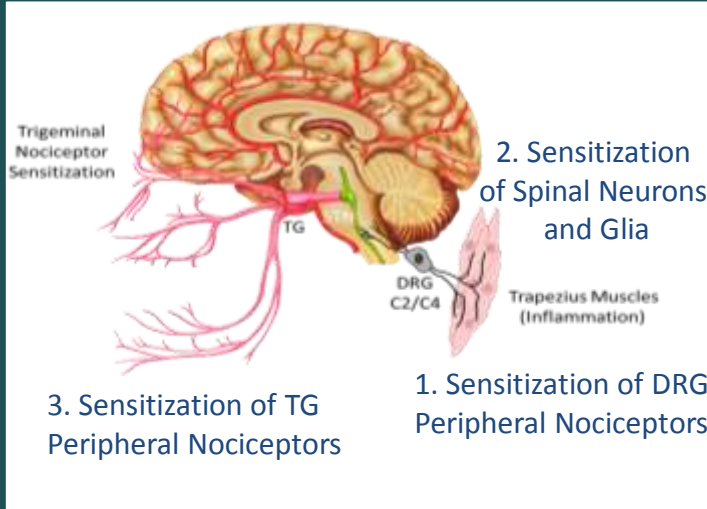 Trigeminal
Nociceptor
Sensitization
TG
2. Sensitization
of Spinal Neurons
and Glia
DRG
C2/C4
Trapezius Muscles
(Inflammation)
3. Sensitization of TG
Peripheral Nociceptors
1. Sensitization of DRG
Peripheral Nociceptors